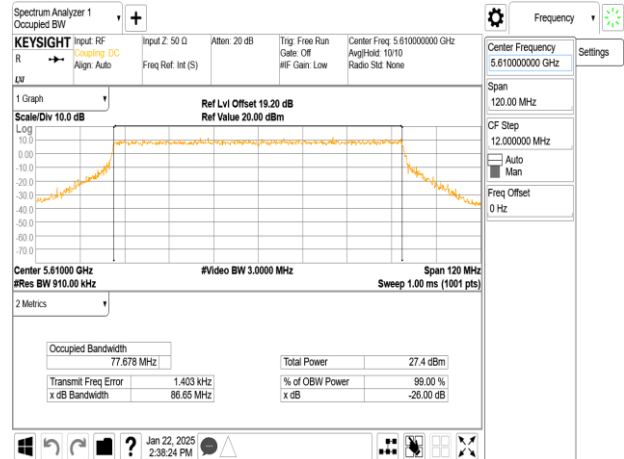 Spectrum Analyzer 1
Occupied BW
Frequency
KEYSIGHT
R
Input: RF
Coupling: DC
Align: Auto
Input Z: 50 Ω
Freq Ref: Int (S)
Atten: 20 dB
Trig: Free Run
Gate: Off
#IF Gain: Low
Center Freq: 5.610000000 GHz
Avg|Hold: 10/10
Radio Std: None
LXI
Center Frequency
5.610000000 GHz
Settings
Span
120.00 MHz
CF Step
12.000000 MHz
Auto
Man
Freq Offset
0 Hz
1 Graph
Scale/Div 10.0 dB
Ref Lvl Offset 19.20 dB
Ref Value 20.00 dBm
Log
10.0
0.00
-10.0
-20.0
-30.0
-40.0
-50.0
-60.0
-70.0
Center 5.61000 GHz
#Res BW 910.00 kHz
#Video BW 3.0000 MHz
Span 120 MHz
Sweep 1.00 ms (1001 pts)
2 Metrics
Occupied Bandwidth
77.678 MHz
Transmit Freq Error 1.403 kHz
x dB Bandwidth 86.65 MHz
Total Power 27.4 dBm
% of OBW Power 99.00 %
x dB -26.00 dB
?
Jan 22, 2025
2:38:24 PM